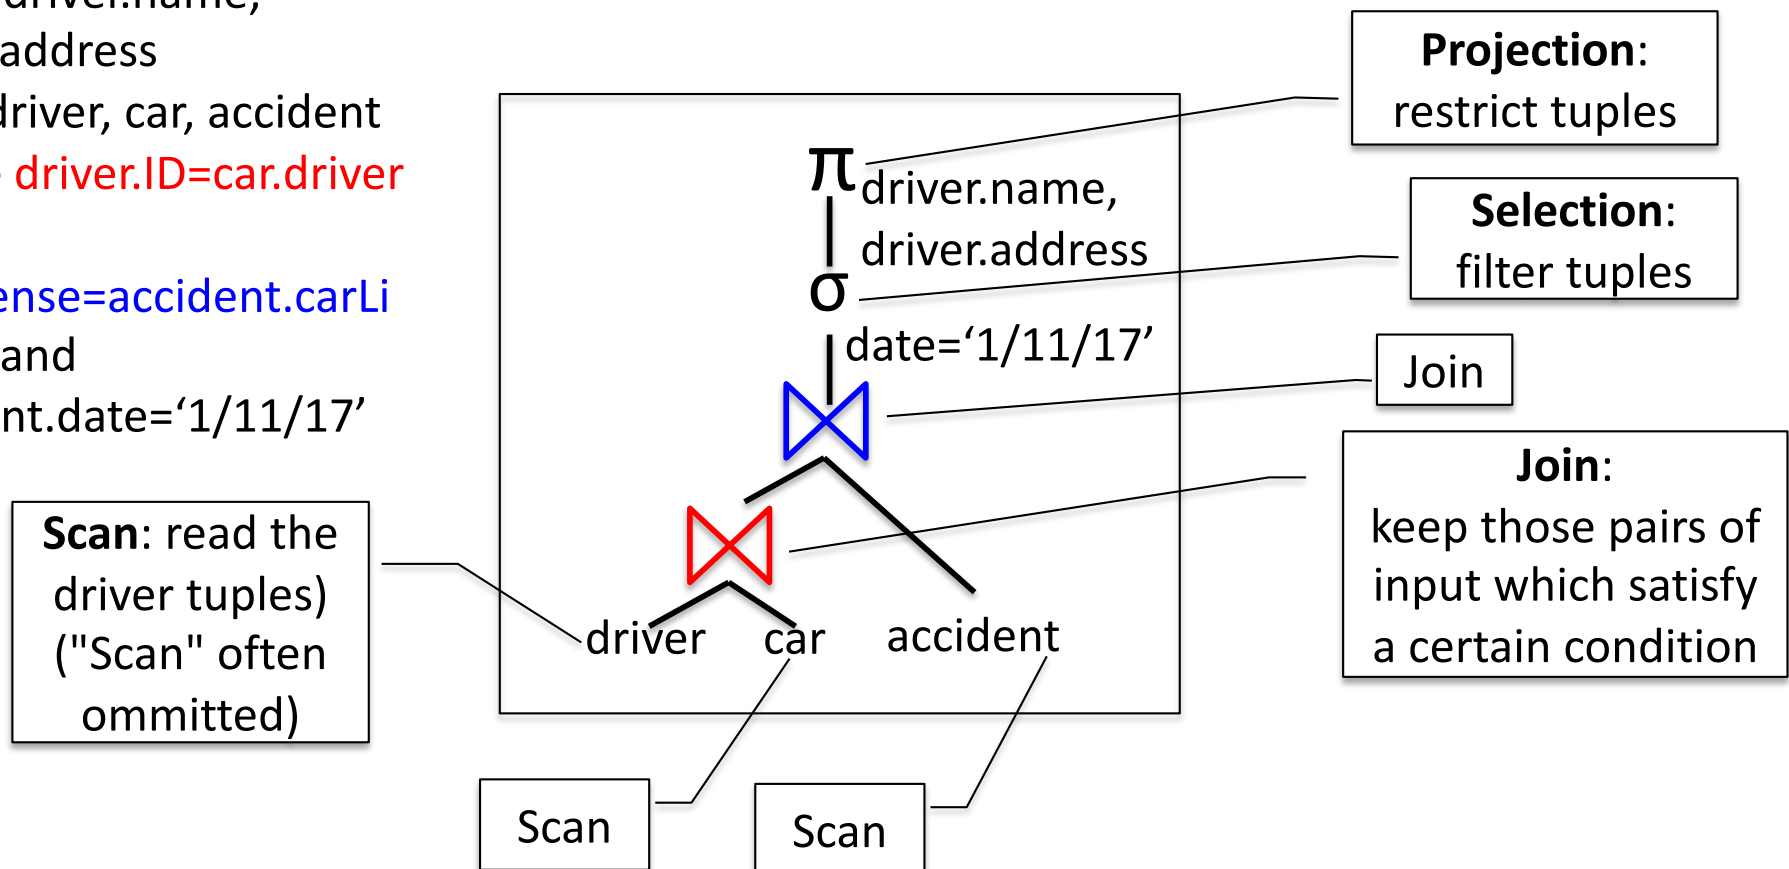 driver.name,
address
driver, car, accident
driver.ID=car.driver
ense=accident.carLi
and
nt.date=‘1/11/17’
π
driver.name,
driver.address
σ
date=‘1/11/17’
driver car accident
Projection:
restrict tuples
Selection:
filter tuples
Join
Join:
keep those pairs of
input which satisfy
a certain condition
Scan: read the
driver tuples)
("Scan" often
ommitted)
Scan
Scan